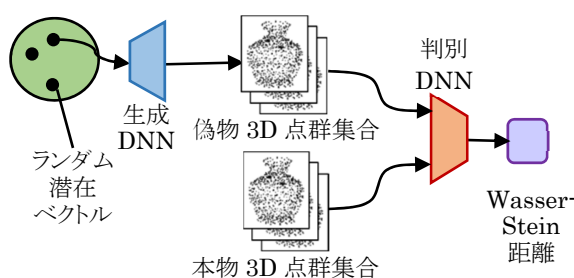 ランダム
潜在
ベクトル
生成
DNN
偽物 3D 点群集合
本物 3D 点群集合
判別
DNN
Wasser-
Stein
距離